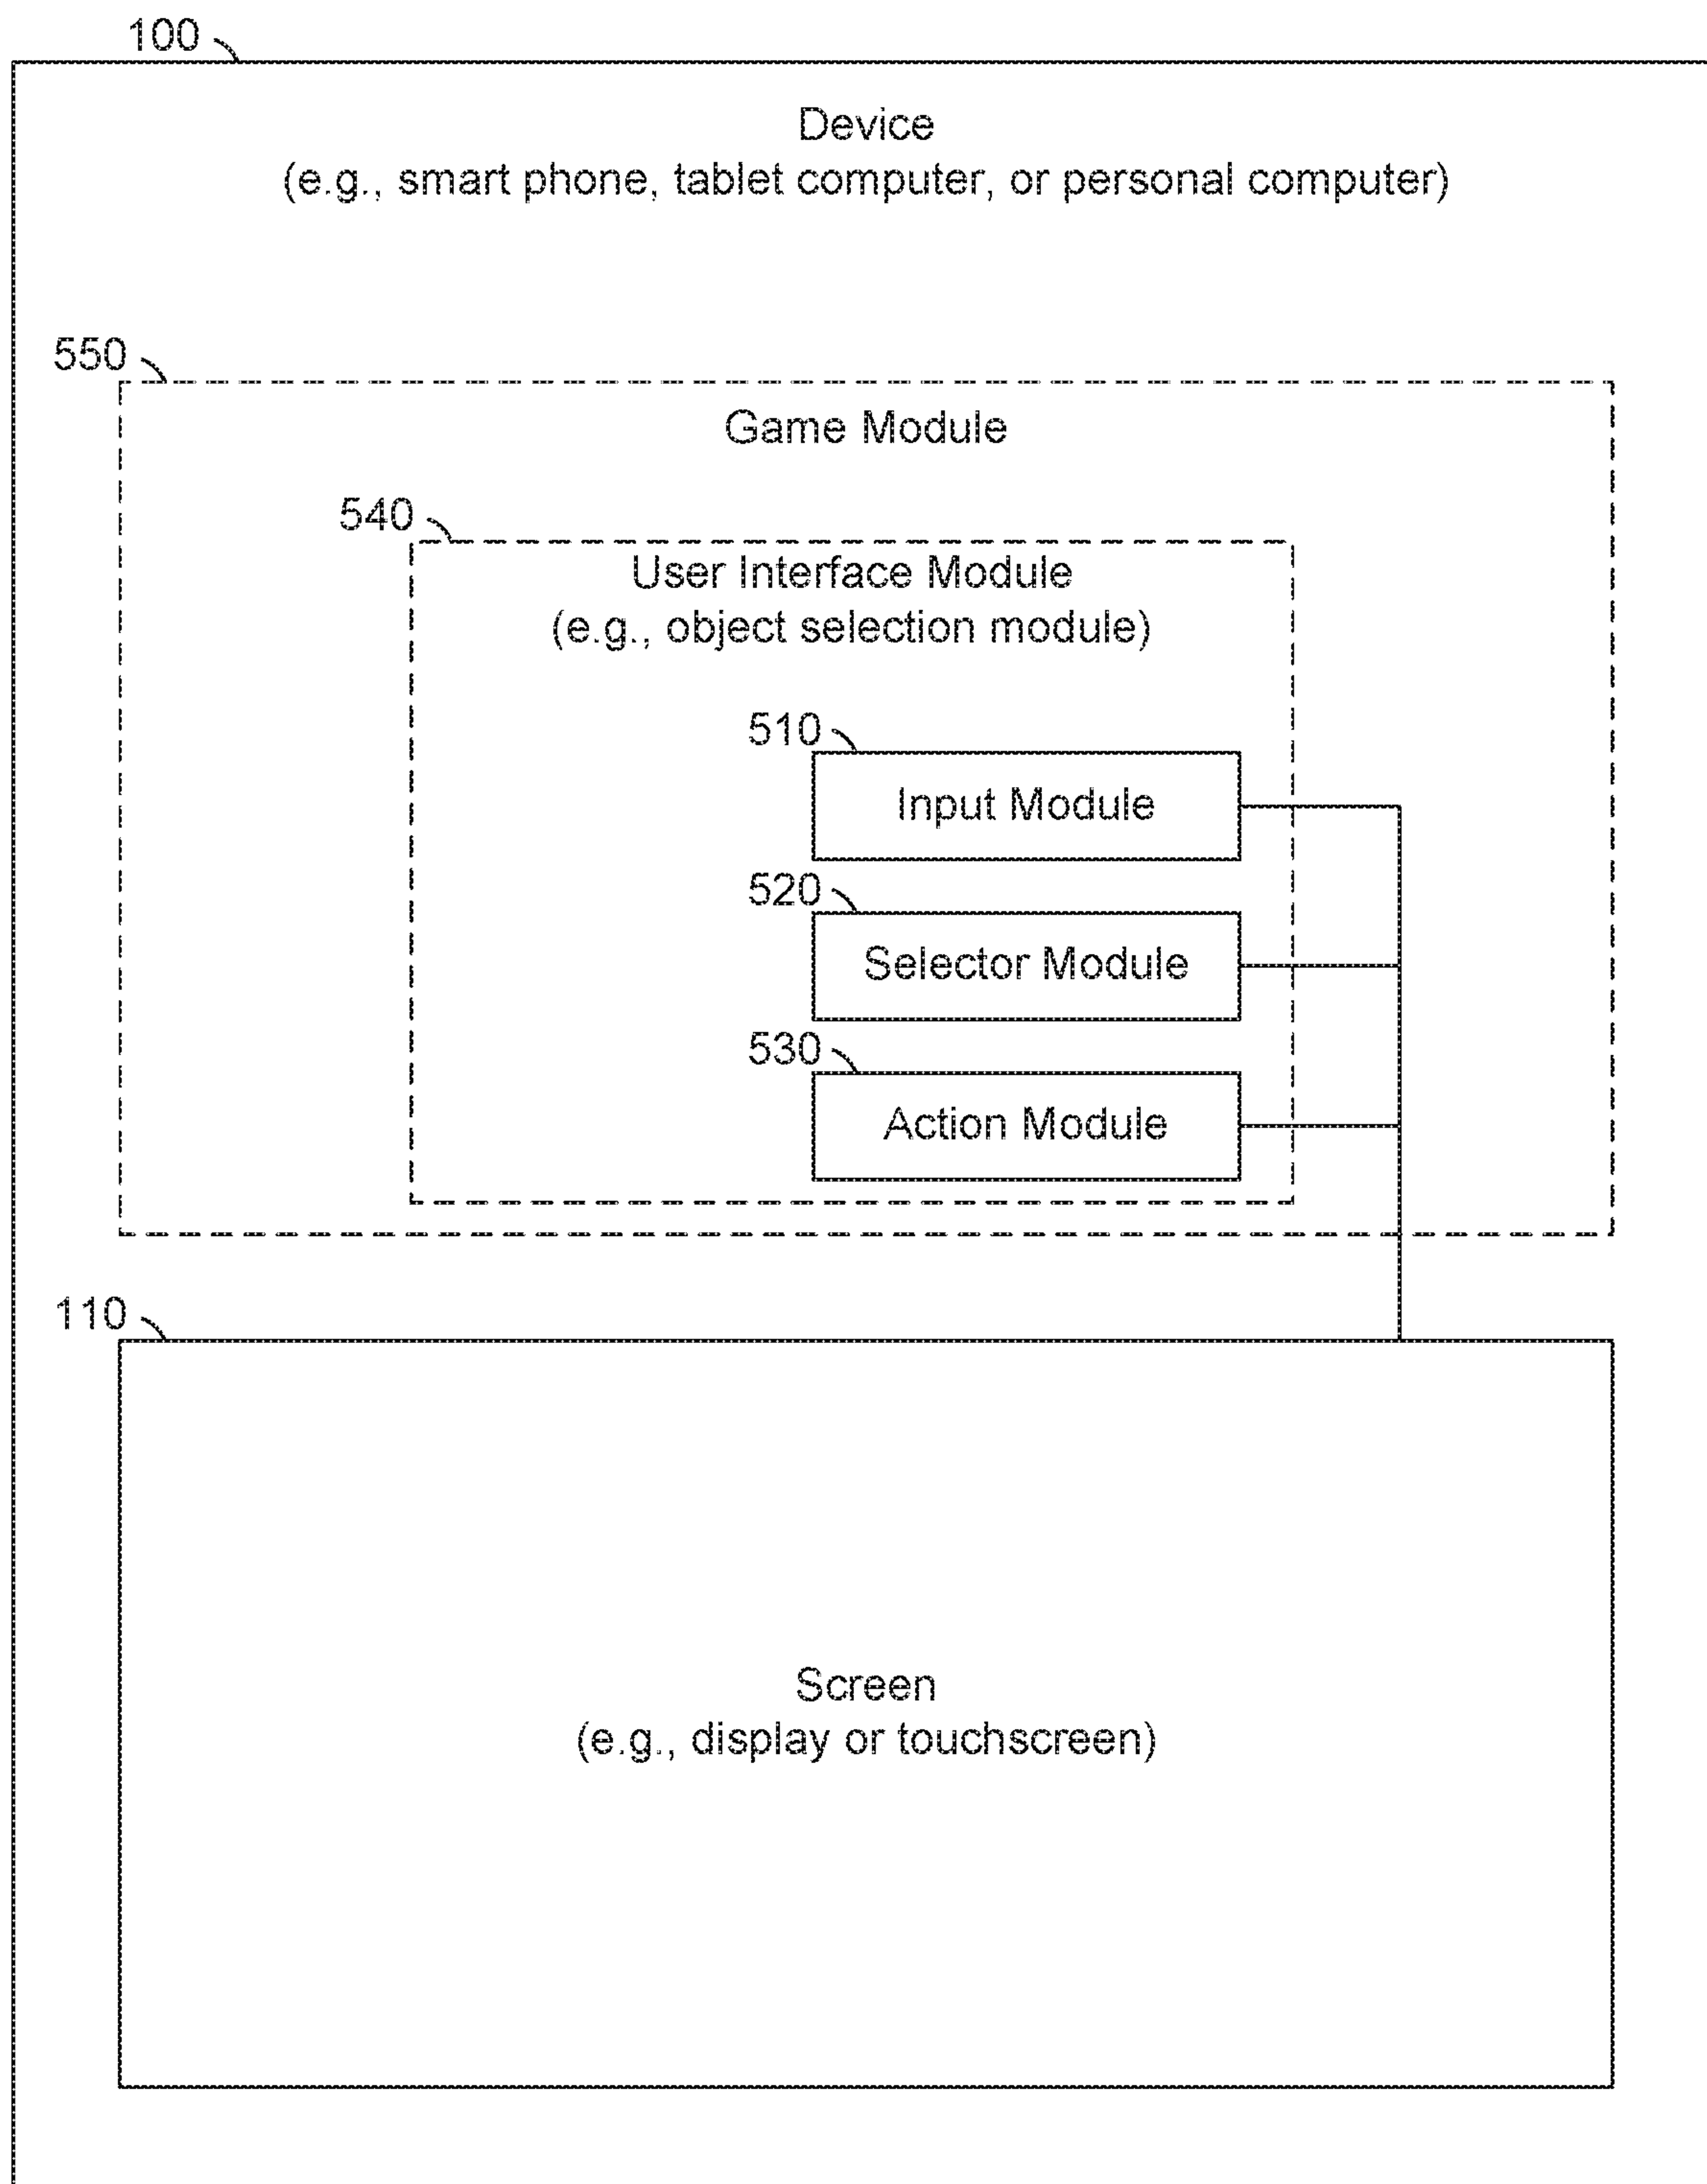 100
Device
(e.g., smart phone, tablet computer, or personal computer)
550
Game Module
540
User Interface Module
(e.g., object selection module)
510
Input Module
520
Selector Module
530
Action Module
110
Screen
(e.g., display or touchscreen)